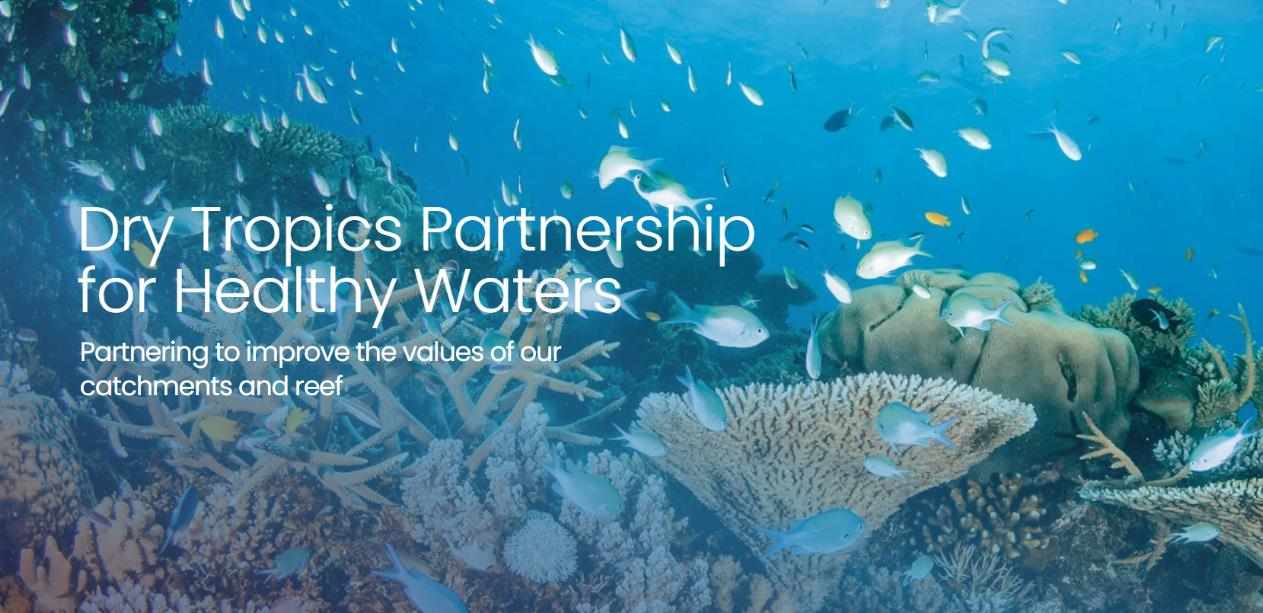 Dry Tropics Partnership
for Healthy Waters
Partnering to improve the values of our
catchments and reef